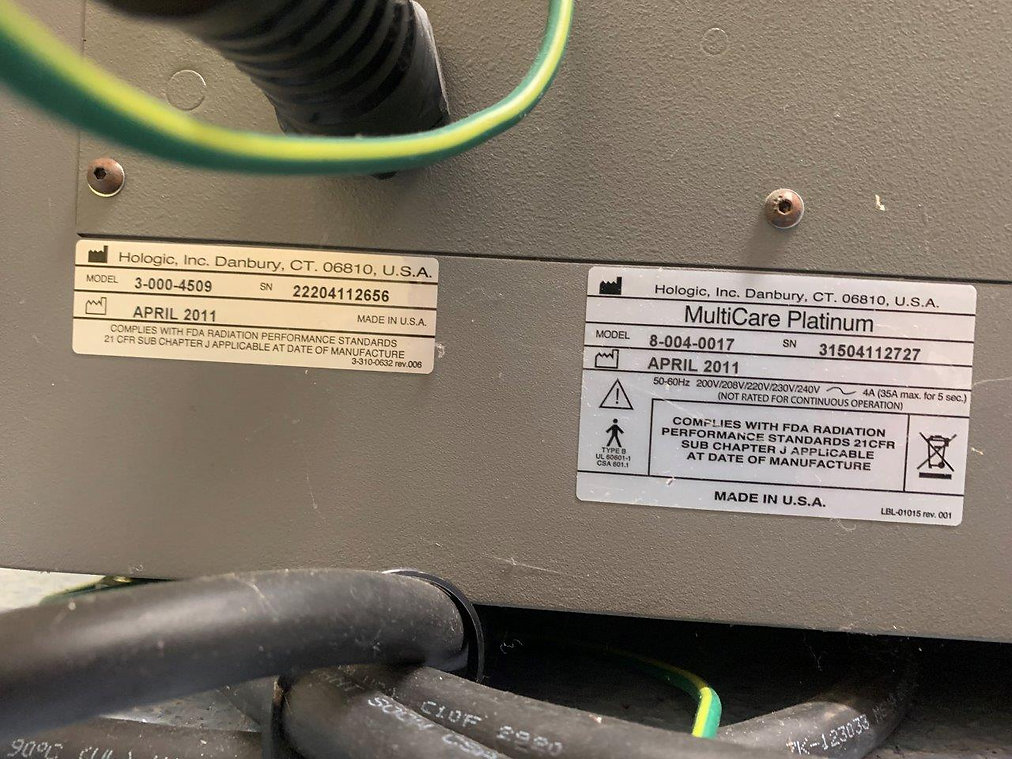 Hologic, Inc. Danbury, CT. 06810, U.S.A.
MODEL 3-000-4509 SN 22204112656
APRIL 2011 MADE IN U.S.A.
COMPLIES WITH FDA RADIATION PERFORMANCE STANDARDS
21 CFR SUB CHAPTER J APPLICABLE AT DATE OF MANUFACTURE
3-310-0632 rev.006
Hologic, Inc. Danbury, CT. 06810, U.S.A.
MultiCare Platinum
MODEL 8-004-0017 SN 31504112727
APRIL 2011
50-60Hz 200V/208V/220V/230V/240V 4A (35A max. for 5 sec.)
(NOT RATED FOR CONTINUOUS OPERATION)
TYPE B
UL 60601-1
CSA 601.1
COMPLIES WITH FDA RADIATION
PERFORMANCE STANDARDS 21CFR
SUB CHAPTER J APPLICABLE
AT DATE OF MANUFACTURE
MADE IN U.S.A.
LBL-01015 rev. 001
C10F 2920
90°C (UL)